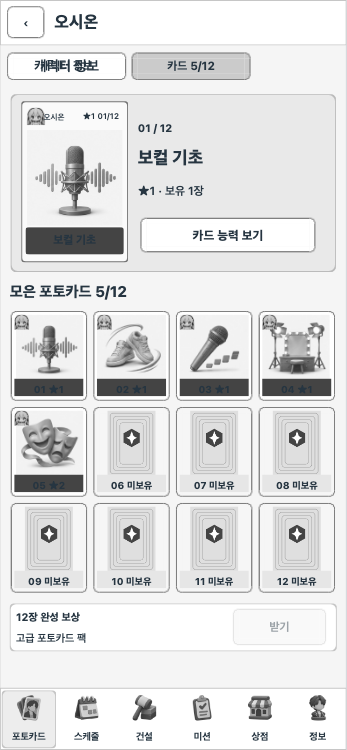 ‹ 오시온
카드 5/12
오시온 ★1 01/12
보컬 기초
01 / 12
보컬 기초
★1 · 보유 1장
카드 능력 보기
모은 포토카드 5/12
01 ★1
02 ★1
03 ★1
04 ★1
05 ★2
06 미보유
07 미보유
08 미보유
09 미보유
10 미보유
11 미보유
12 미보유
12장 완성 보상
고급 포토카드 팩
받기
포토카드
스케줄
건설
미션
상점
정보